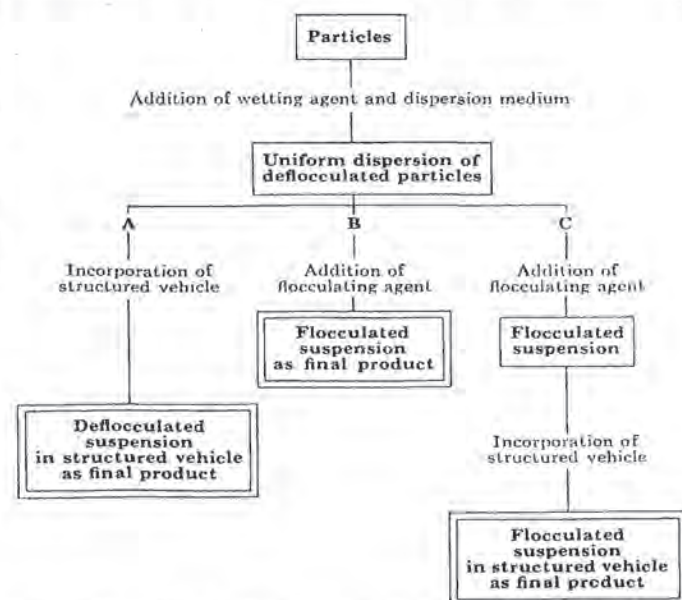 Particles
Addition of wetting agent and dispersion medium
Uniform dispersion of
deflocculated particles
A
B
C
Incorporation of
structured vehicle
Addition of
flocculating agent
Addition of
flocculating agent
Flocculated
suspension
as final product
Flocculated
suspension
Deflocculated
suspension
in structured vehicle
as final product
Incorporation of
structured vehicle
Flocculated
suspension
in structured vehicle
as final product